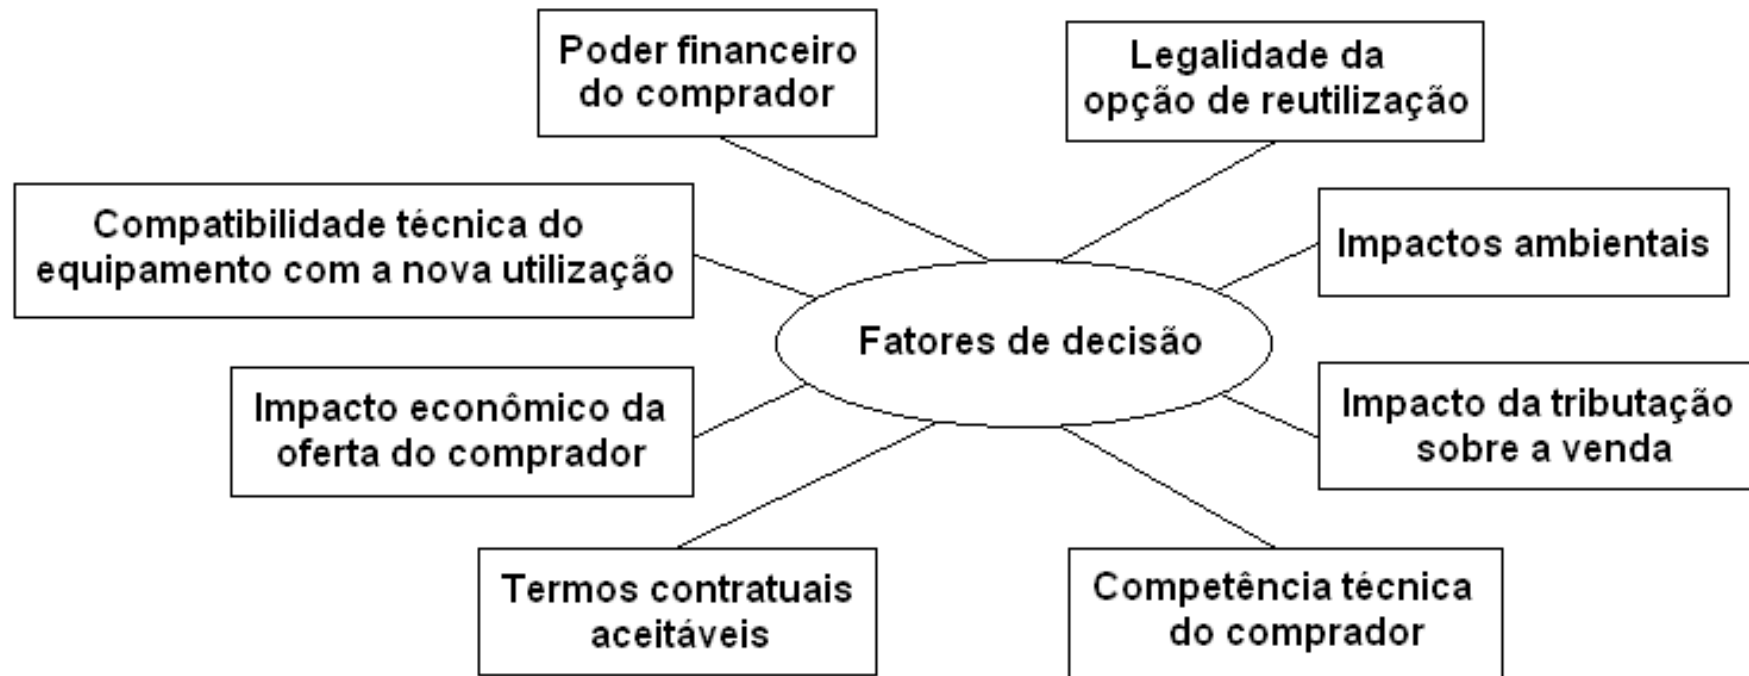 Poder financeiro
do comprador
Legalidade da
opção de reutilização
Compatibilidade técnica do
equipamento com a nova utilização
Impactos ambientais
Fatores de decisão
Impacto econômico da
oferta do comprador
Impacto da tributação
sobre a venda
Termos contratuais
aceitáveis
Competência técnica
do comprador